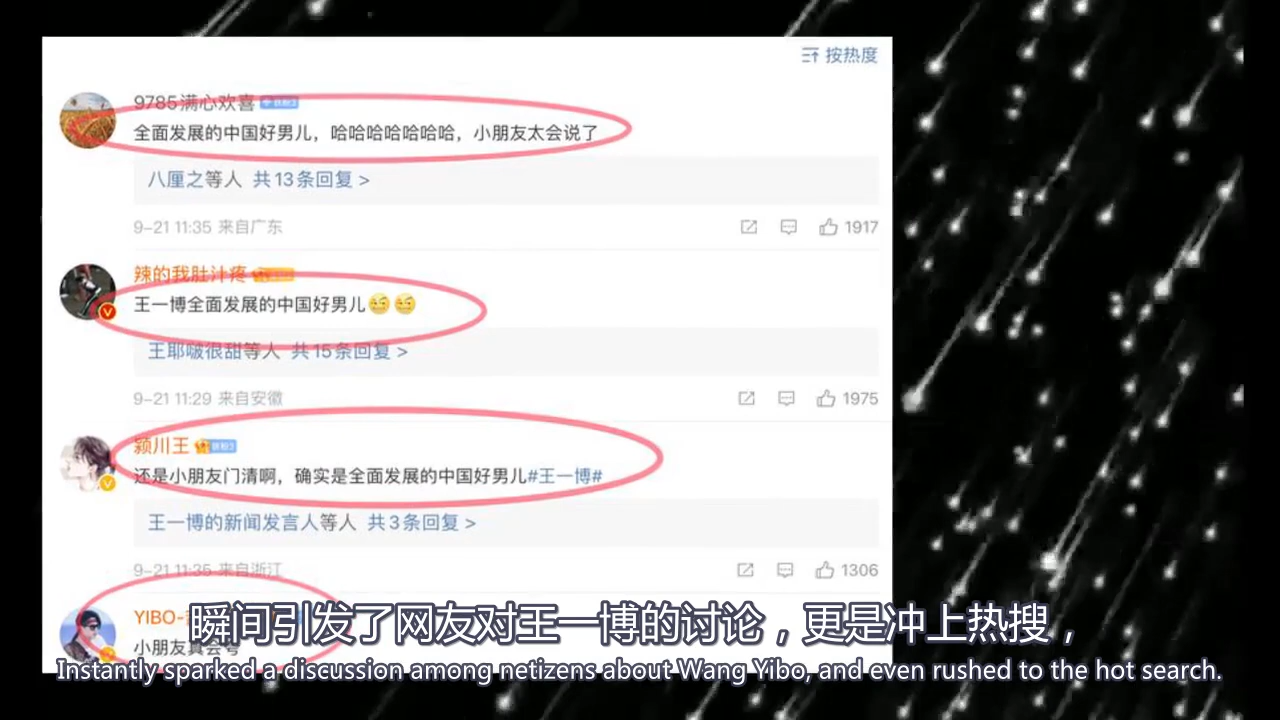 按热度
9785满心欢喜
全面发展的中国好男儿，哈哈哈哈哈哈哈，小朋友太会说了
八厘之等人 共13条回复 >
9-21 11:35 来自广东
1917
辣的我肚汁疼
王一博全面发展的中国好男儿
王耶啵很甜等人 共15条回复 >
9-21 11:29 来自安徽
1975
颍川王
还是小朋友门清啊，确实是全面发展的中国好男儿#王一博#
王一博的新闻发言人等人 共3条回复 >
9-21 11:35 来自浙江
1306
YIBO-
小朋友真会夸
瞬间引发了网友对王一博的讨论，更是冲上热搜，
Instantly sparked a discussion among netizens about Wang Yibo, and even rushed to the hot search.